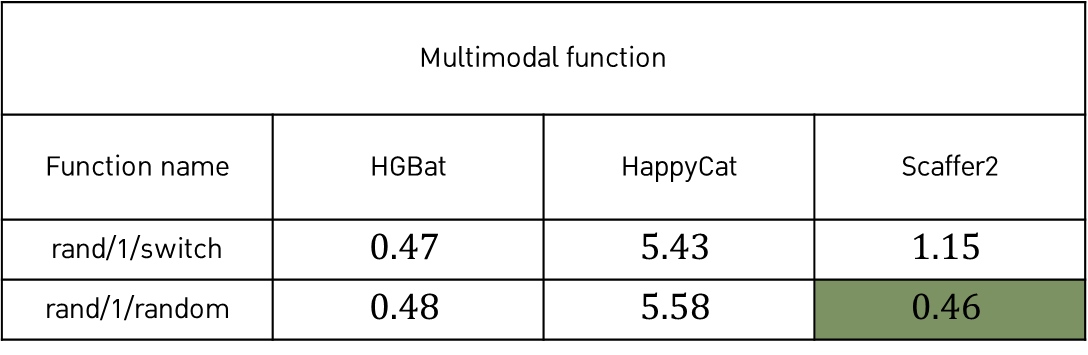 Multimodal function
Function name HGBat HappyCat Scaffer2
rand/1/switch 0.47 5.43 1.15
rand/1/random 0.48 5.58 0.46